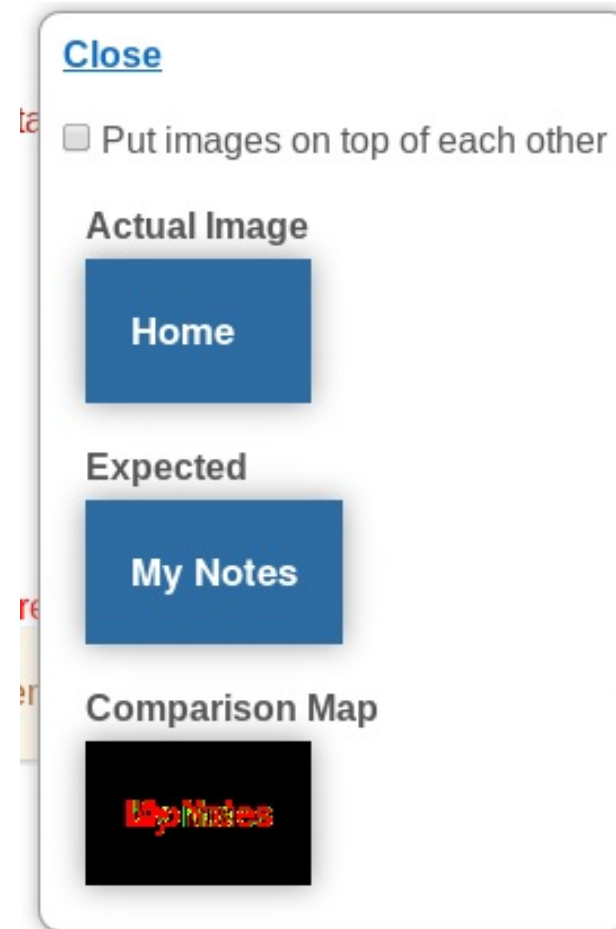 Close
Put images on top of each other
Actual Image
Home
Expected
My Notes
Comparison Map